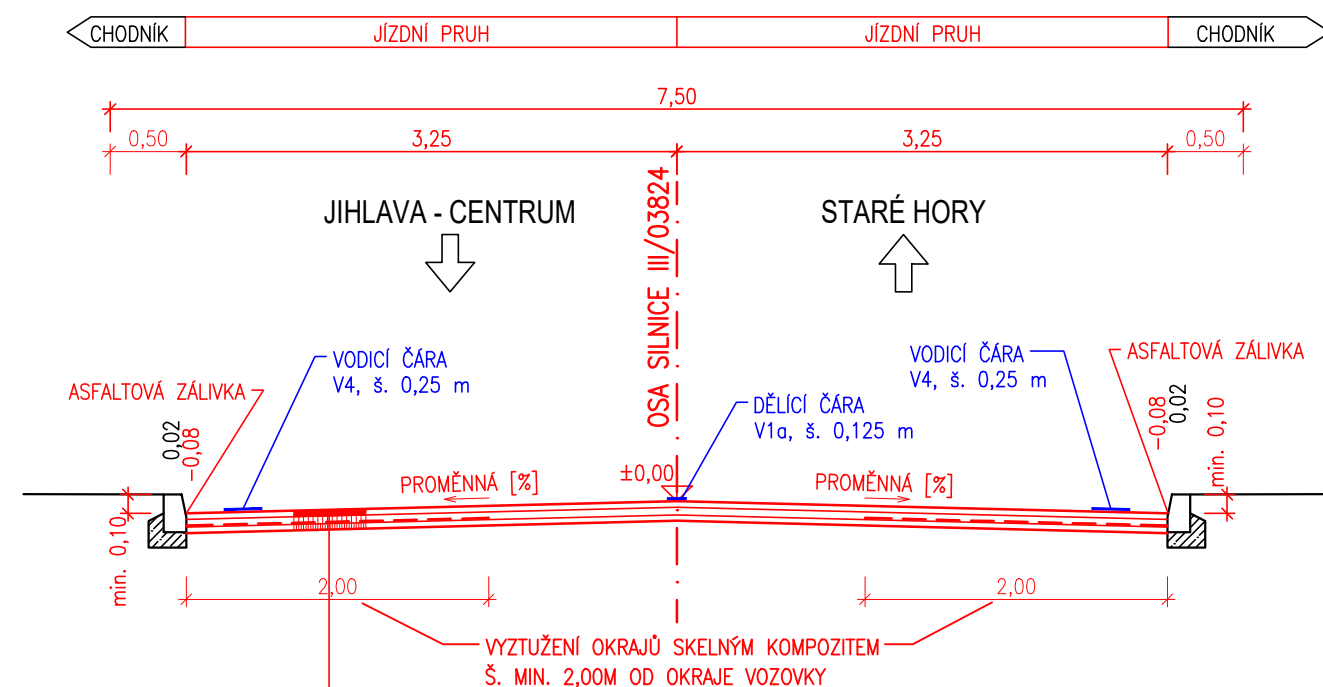 CHODNÍK
JÍZDNÍ PRUH
JÍZDNÍ PRUH
CHODNÍK
7,50
0,50
3,25
3,25
0,50
JIHLAVA - CENTRUM
OSA SILNICE III/03824
STARÉ HORY
VODICÍ ČÁRA
V4, š. 0,25 m
VODICÍ ČÁRA
V4, š. 0,25 m
ASFALTOVÁ ZÁLIVKA
ASFALTOVÁ ZÁLIVKA
DĚLÍCÍ ČÁRA
V1a, š. 0,125 m
0,02
-0,08
-0,08
0,02
min. 0,10
PROMĚNNÁ [%]
±0,00
PROMĚNNÁ [%]
min. 0,10
2,00
2,00
VYZTUŽENÍ OKRAJŮ SKELNÝM KOMPOZITEM
Š. MIN. 2,00M OD OKRAJE VOZOVKY